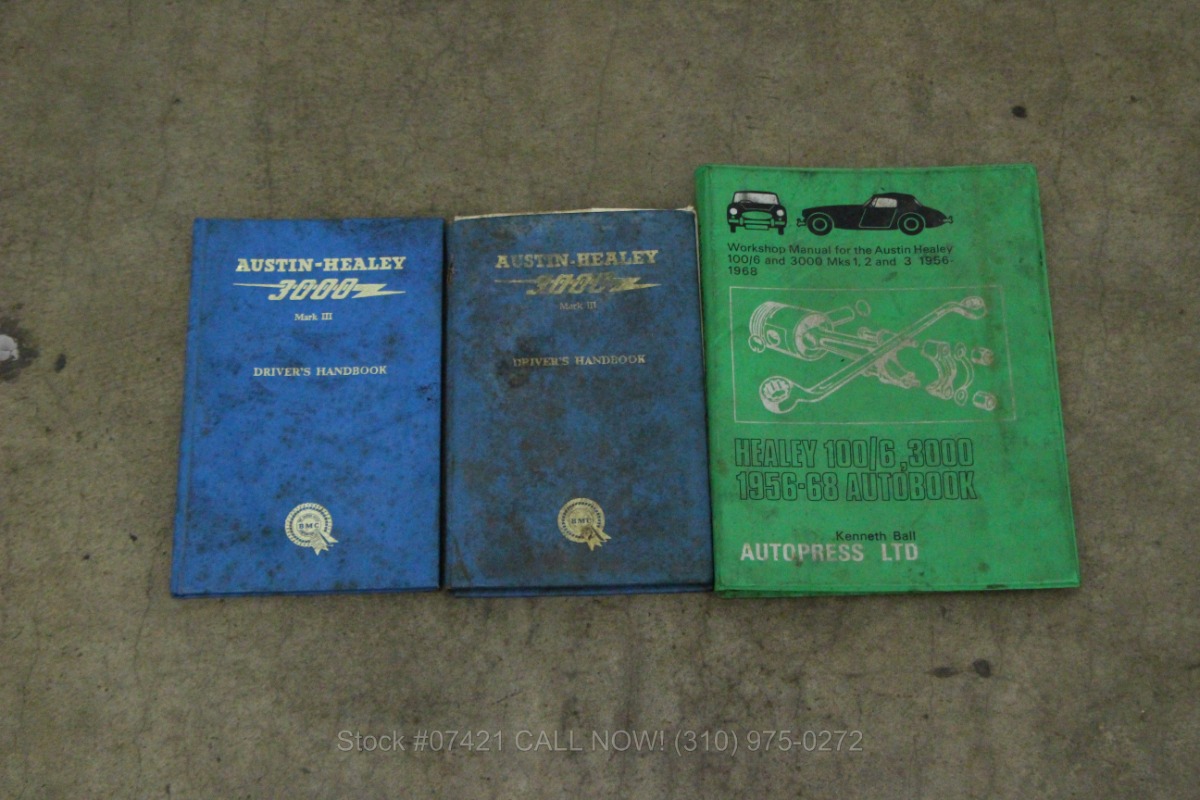 AUSTIN-HEALEY
3000
Mark III
DRIVER'S HANDBOOK
BMC
AUSTIN-HEALEY
3000
Mark III
DRIVER'S HANDBOOK
BMC
Workshop Manual for the Austin Healey
100/6 and 3000 Mks 1, 2 and 3 1956-
1968
HEALEY 100/6, 3000
1956-68 AUTOBOOK
Kenneth Ball
AUTOPRESS LTD
Stock #07421 CALL NOW! (310) 975-0272